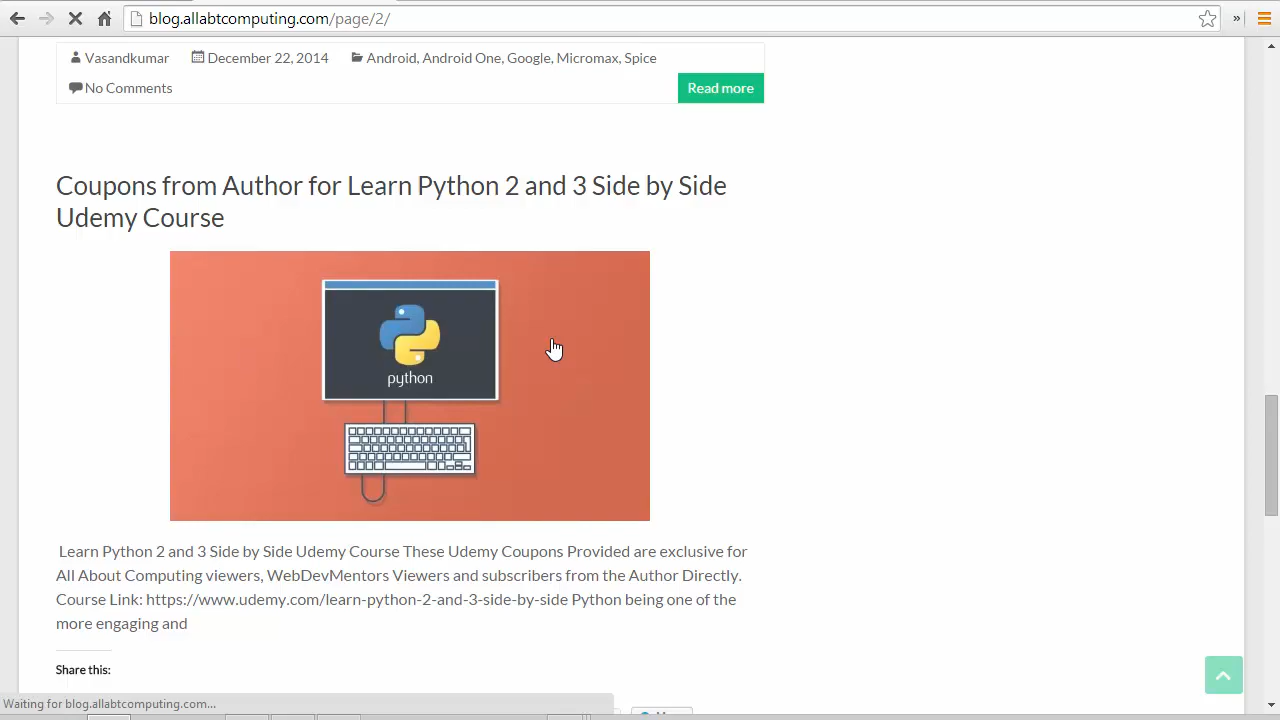 blog.allabtcomputing.com/page/2/
»
Vasandkumar December 22, 2014 Android, Android One, Google, Micromax, Spice
No Comments Read more
Coupons from Author for Learn Python 2 and 3 Side by Side
Udemy Course
python
Learn Python 2 and 3 Side by Side Udemy Course These Udemy Coupons Provided are exclusive for
All About Computing viewers, WebDevMentors Viewers and subscribers from the Author Directly.
Course Link: https://www.udemy.com/learn-python-2-and-3-side-by-side Python being one of the
more engaging and
Share this:
Waiting for blog.allabtcomputing.com...